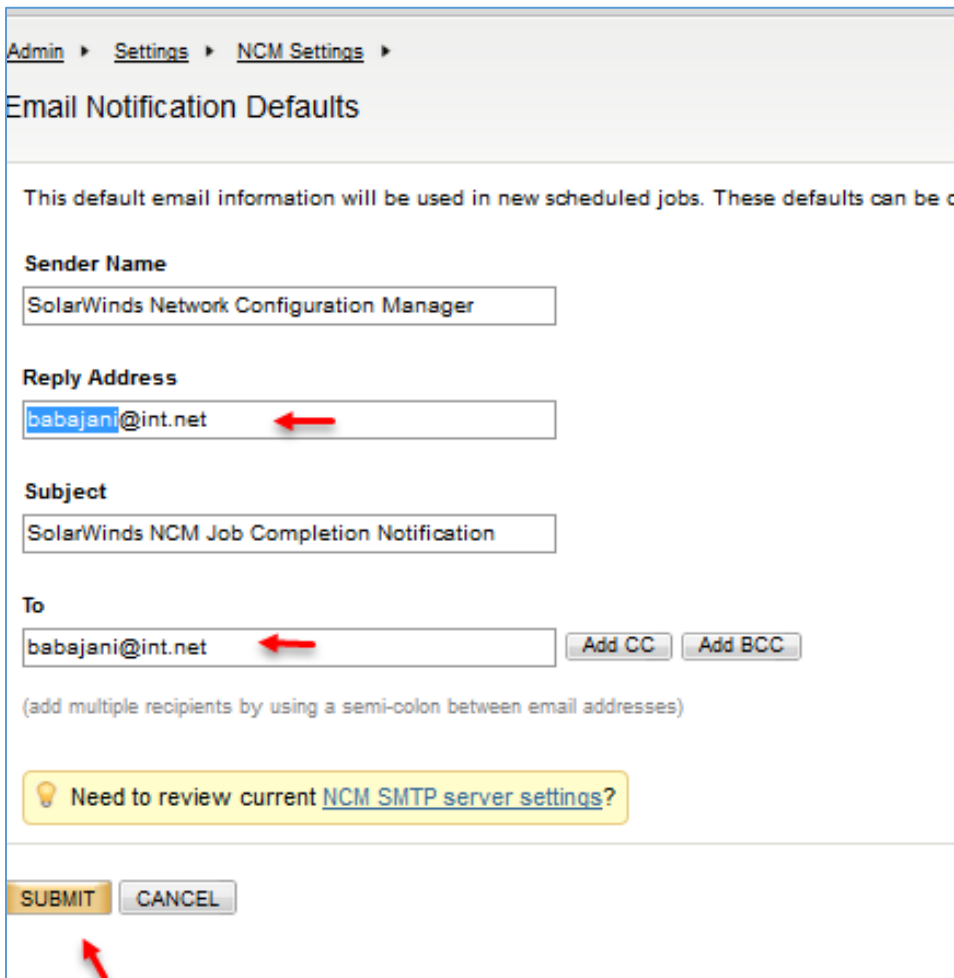 Admin ▸ Settings ▸ NCM Settings ▸
Email Notification Defaults
This default email information will be used in new scheduled jobs. These defaults can be
Sender Name
SolarWinds Network Configuration Manager
Reply Address
babajani@int.net
Subject
SolarWinds NCM Job Completion Notification
To
babajani@int.net Add CC Add BCC
(add multiple recipients by using a semi-colon between email addresses)
Need to review current NCM SMTP server settings?
SUBMIT CANCEL